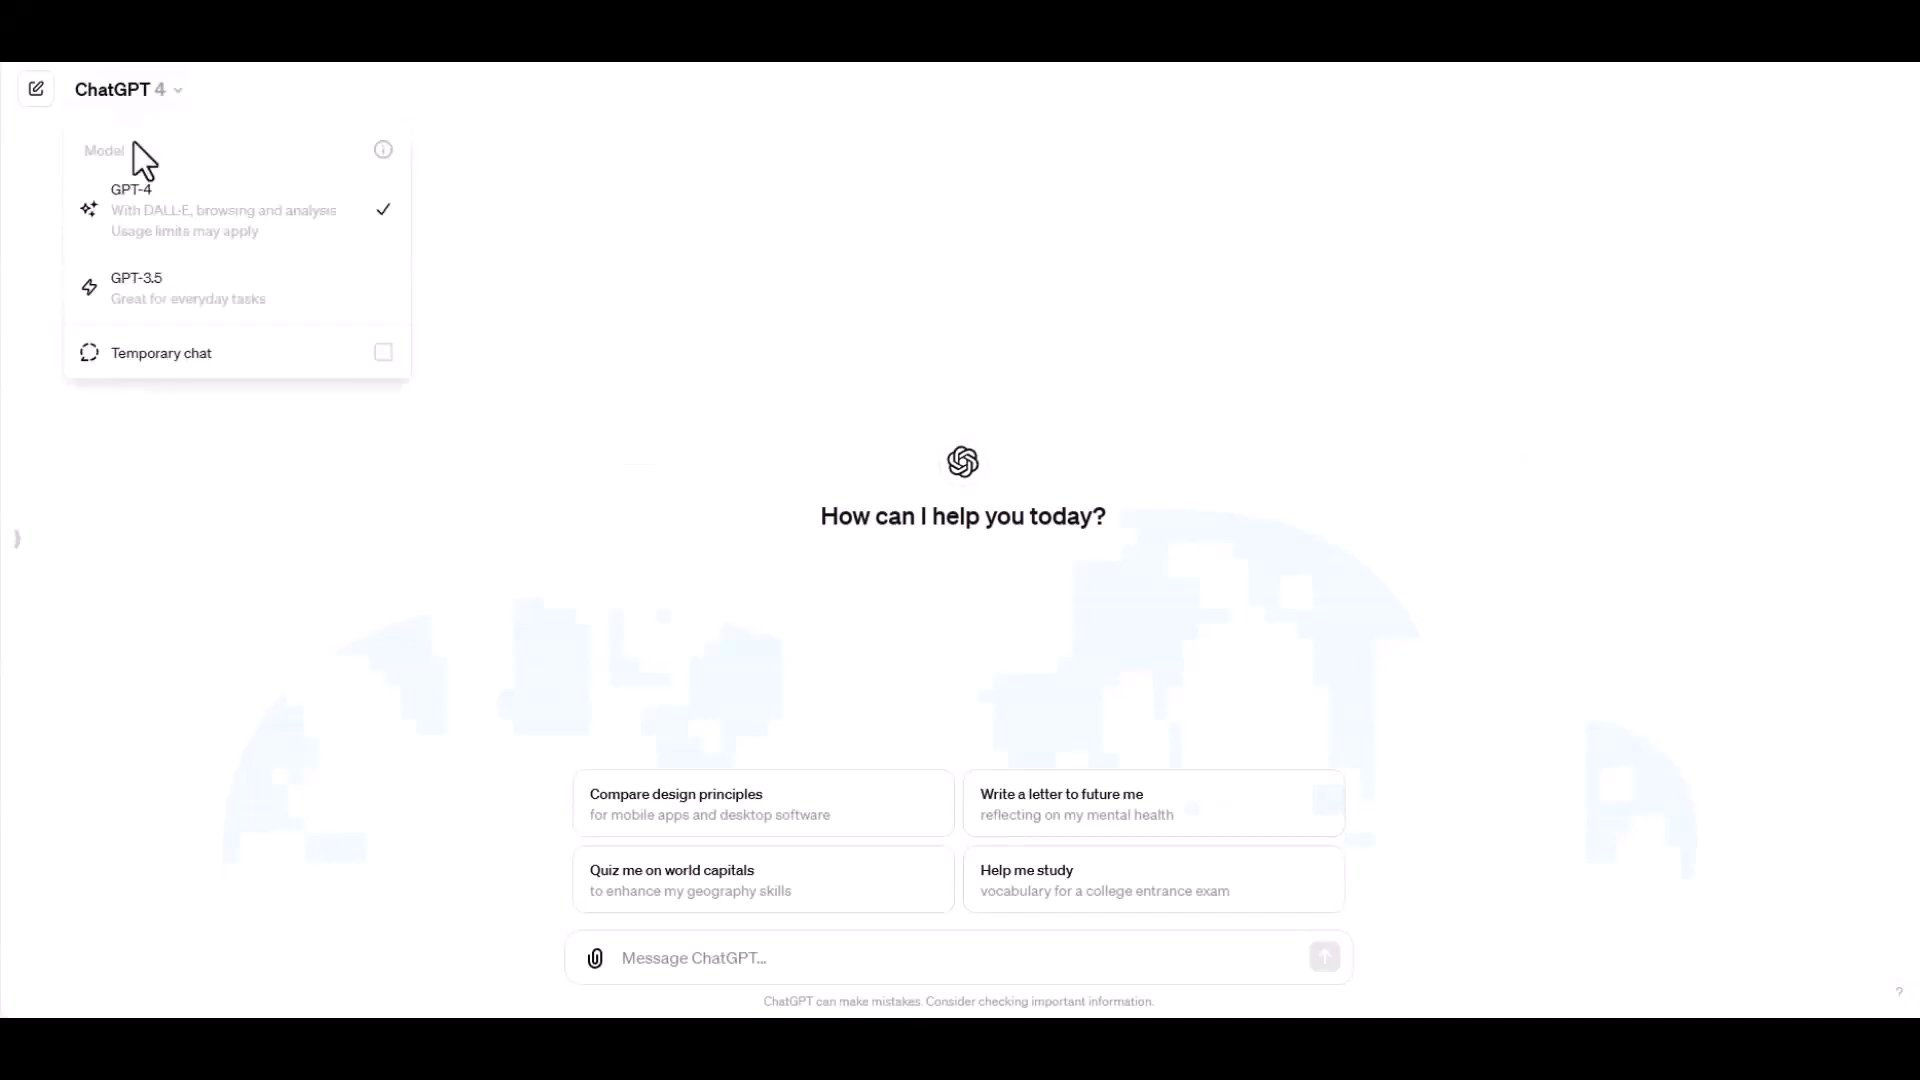 ChatGPT 4
Model
GPT-4
With DALL·E, browsing and analysis
Usage limits may apply
GPT-3.5
Great for everyday tasks
Temporary chat
How can I help you today?
Compare design principles
for mobile apps and desktop software
Write a letter to future me
reflecting on my mental health
Quiz me on world capitals
to enhance my geography skills
Help me study
vocabulary for a college entrance exam
Message ChatGPT...
ChatGPT can make mistakes. Consider checking important information.
?